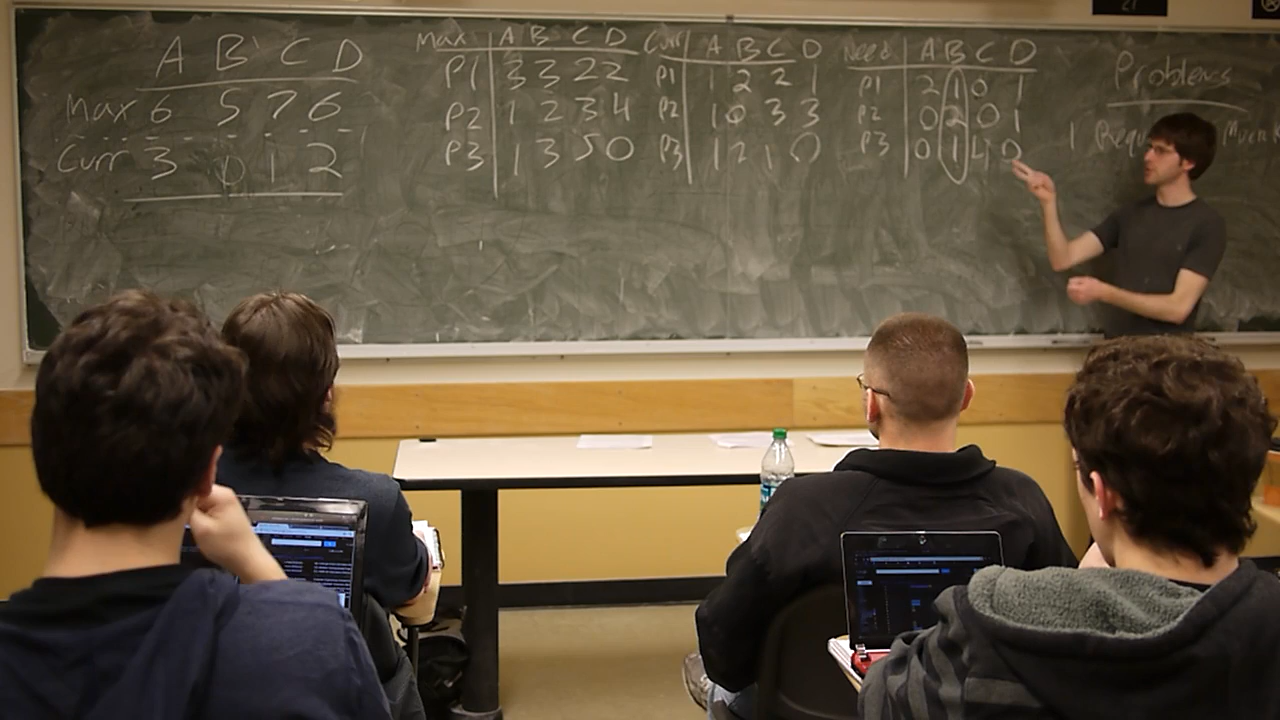 A B C D
Max 6 5 7 6
Curr 3 0 1 2
Max A B C D
P1 3 3 2 2
P2 1 2 3 4
P3 1 3 5 0
Curr A B C D
P1 1 2 2 1
P2 1 0 3 3
P3 1 2 1 0
Need A B C D
P1 2 1 0 1
P2 0 2 0 1
P3 0 1 4 0
Problems
1